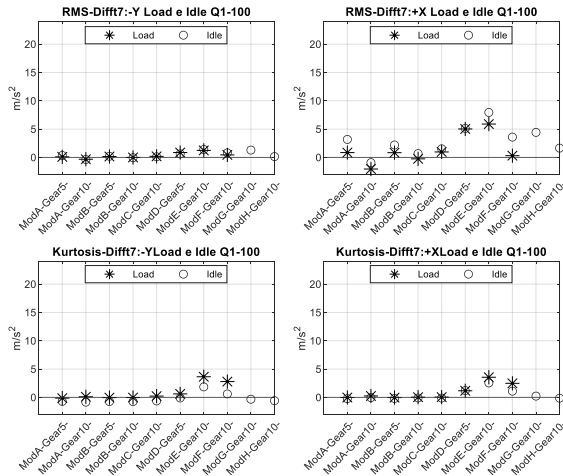 RMS-Difft7:-Y Load e Idle Q1-100
Load Idle
m/s²
20
15
10
5
0
ModA-Gear5-
ModA-Gear10-
ModB-Gear5-
ModB-Gear10-
ModC-Gear10-
ModD-Gear5-
ModE-Gear10-
ModF-Gear10-
ModG-Gear10-
ModH-Gear10-
RMS-Difft7:+X Load e Idle Q1-100
Load Idle
m/s²
20
15
10
5
0
ModA-Gear5-
ModA-Gear10-
ModB-Gear5-
ModB-Gear10-
ModC-Gear10-
ModD-Gear5-
ModE-Gear10-
ModF-Gear10-
ModG-Gear10-
ModH-Gear10-
Kurtosis-Difft7:-YLoad e Idle Q1-100
Load Idle
m/s²
20
15
10
5
0
ModA-Gear5-
ModA-Gear10-
ModB-Gear5-
ModB-Gear10-
ModC-Gear10-
ModD-Gear5-
ModE-Gear10-
ModF-Gear10-
ModG-Gear10-
ModH-Gear10-
Kurtosis-Difft7:+XLoad e Idle Q1-100
Load Idle
m/s²
20
15
10
5
0
ModA-Gear5-
ModA-Gear10-
ModB-Gear5-
ModB-Gear10-
ModC-Gear10-
ModD-Gear5-
ModE-Gear10-
ModF-Gear10-
ModG-Gear10-
ModH-Gear10-